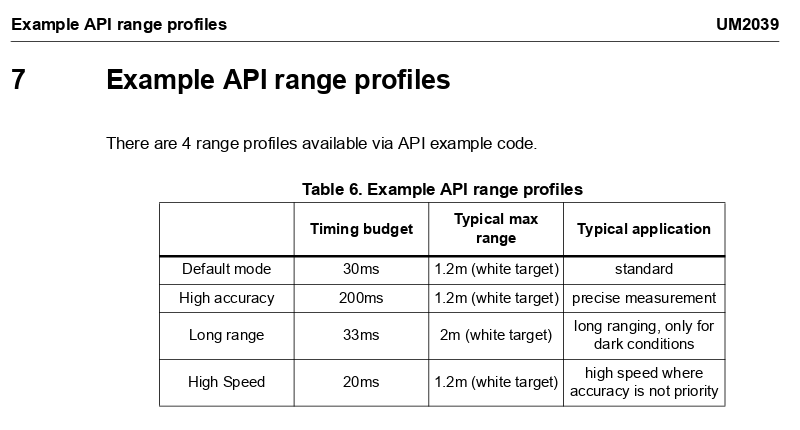 Example API range profiles UM2039
7 Example API range profiles
There are 4 range profiles available via API example code.
Table 6. Example API range profiles
Timing budget Typical max range Typical application
Default mode 30ms 1.2m (white target) standard
High accuracy 200ms 1.2m (white target) precise measurement
Long range 33ms 2m (white target) long ranging, only for dark conditions
High Speed 20ms 1.2m (white target) high speed where accuracy is not priority